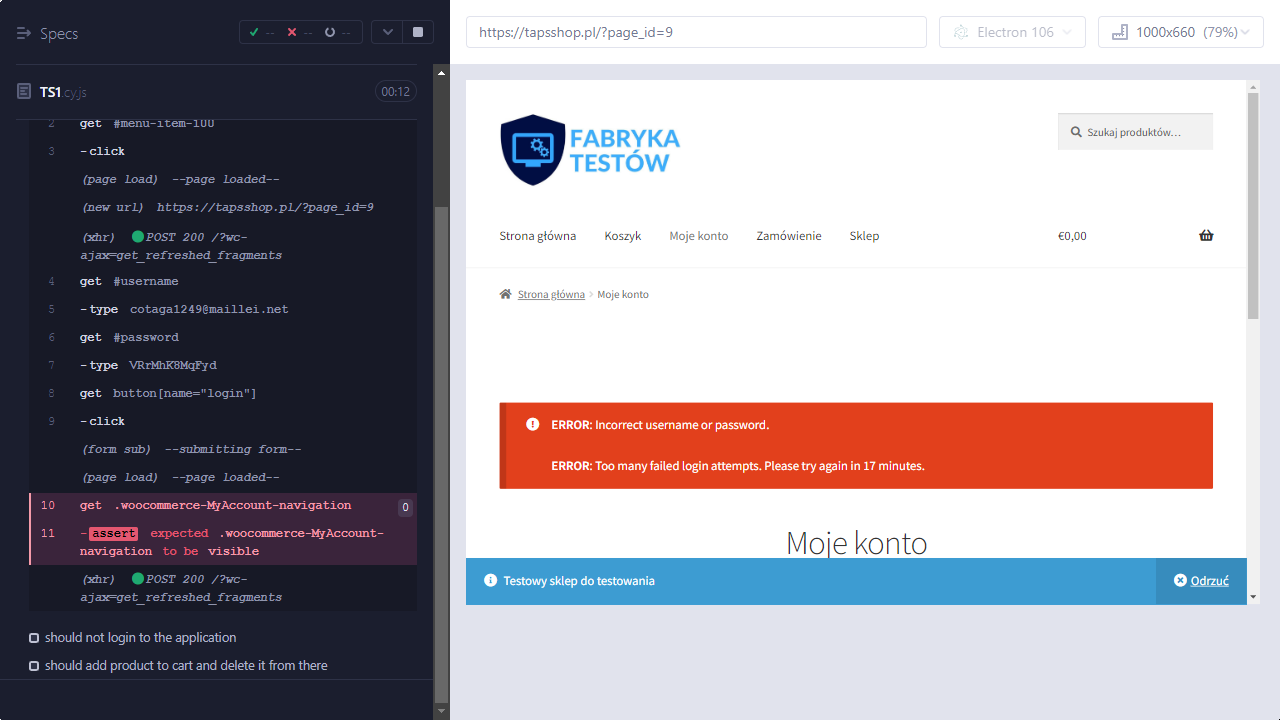 Specs
-- -- --
TS1.cy.js
00:12
2 get #menu-item-100
3 -click
(page load) --page loaded--
(new url) https://tapsshop.pl/?page_id=9
(xhr) POST 200 /?wc-
ajax=get_refreshed_fragments
4 get #username
5 -type cotaga1249@maillei.net
6 get #password
7 -type VRrMhK8MqFyd
8 get button[name="login"]
9 -click
(form sub) --submitting form--
(page load) --page loaded--
10 get .woocommerce-MyAccount-navigation 0
11 -assert expected .woocommerce-MyAccount-
navigation to be visible
(xhr) POST 200 /?wc-
ajax=get_refreshed_fragments
should not login to the application
should add product to cart and delete it from there
https://tapsshop.pl/?page_id=9
Electron 106
1000x660 (79%)
FABRYKA
TESTÓW
Szukaj produktów…
Strona główna Koszyk Moje konto Zamówienie Sklep €0,00
Strona główna Moje konto
ERROR: Incorrect username or password.
ERROR: Too many failed login attempts. Please try again in 17 minutes.
Moje konto
Testowy sklep do testowania
Odrzuć